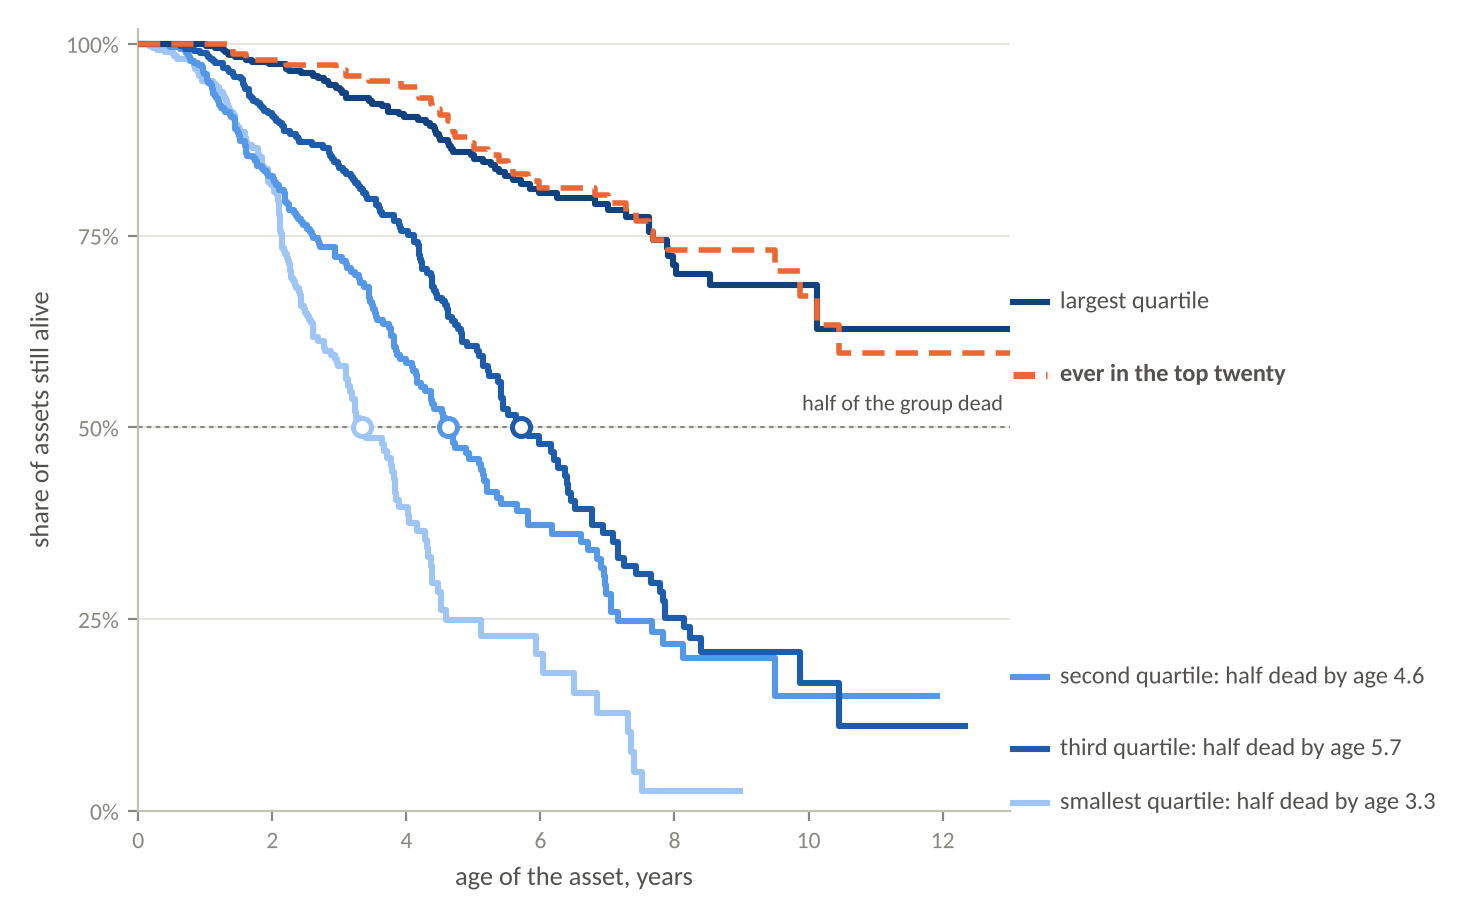 100%
75%
50%
25%
0%
share of assets still alive
0
2
4
6
8
10
12
age of the asset, years
half of the group dead
largest quartile
ever in the top twenty
second quartile: half dead by age 4.6
third quartile: half dead by age 5.7
smallest quartile: half dead by age 3.3